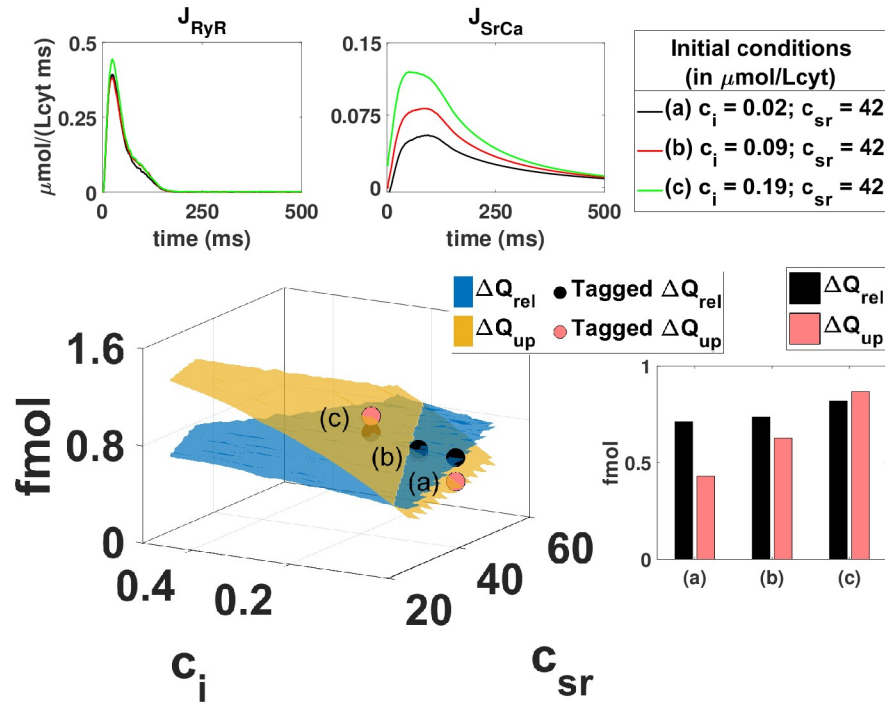 J_RyR
J_SrCa
μmol/(Lcyt ms)
0.5
0.25
0
0 250 500
time (ms)
0.15
0.075
0
0 250 500
time (ms)
Initial conditions
(in μmol/Lcyt)
(a) c_i = 0.02; c_sr = 42
(b) c_i = 0.09; c_sr = 42
(c) c_i = 0.19; c_sr = 42
ΔQ_rel Tagged ΔQ_rel
ΔQ_up Tagged ΔQ_up
ΔQ_rel
ΔQ_up
fmol
1.6
0.8
0
(c)
(b)
(a)
0.4 0.2
c_i
20 40 60
c_sr
fmol
1
0.5
0
(a) (b) (c)